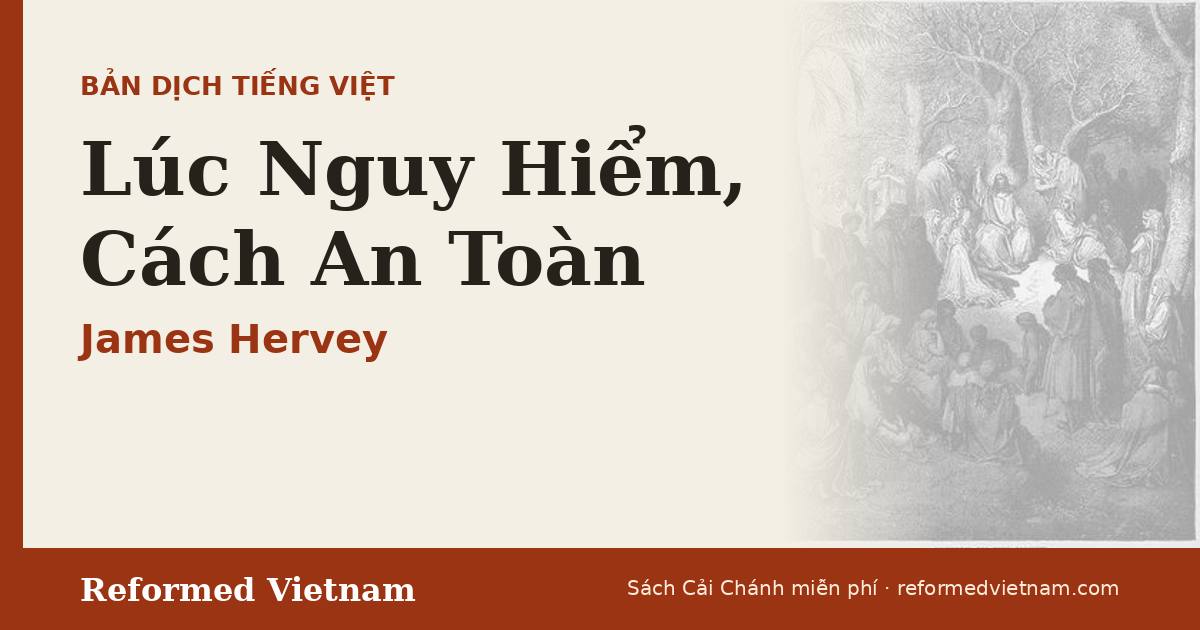 BẢN DỊCH TIẾNG VIỆT
Lúc Nguy Hiểm,
Cách An Toàn
James Hervey
Reformed Vietnam
Sách Cải Chánh miễn phí · reformedvietnam.com